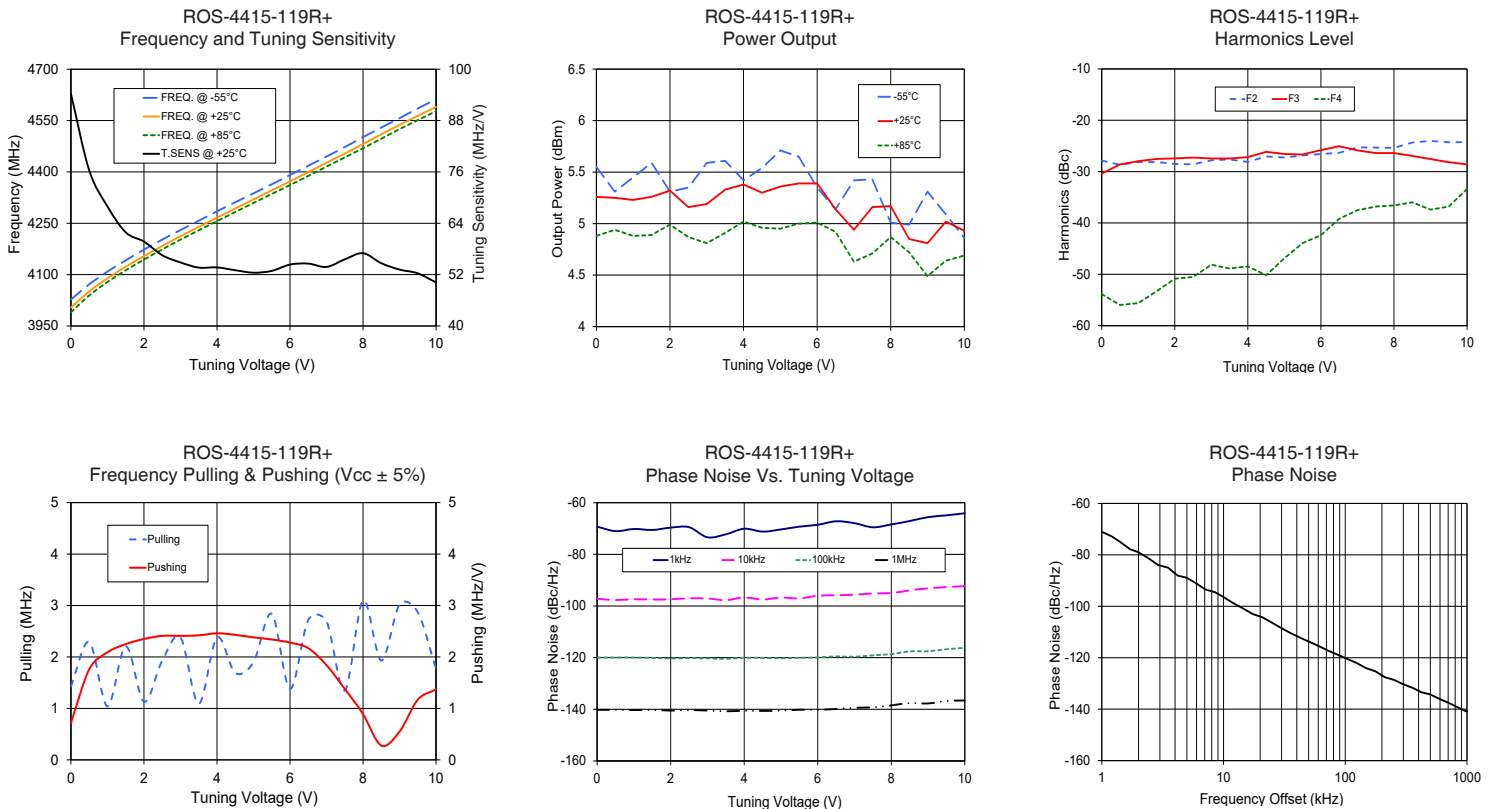 ROS-4415-119R+
Frequency and Tuning Sensitivity
4700
4550
4400
4250
4100
3950
Frequency (MHz)
100
88
76
64
52
40
Tuning Sensitivity (MHz/V)
FREQ. @ -55°C
FREQ. @ +25°C
FREQ. @ +85°C
T.SENS @ +25°C
0 2 4 6 8 10
Tuning Voltage (V)
ROS-4415-119R+
Power Output
6.5
6
5.5
5
4.5
4
Output Power (dBm)
-55°C
+25°C
+85°C
0 2 4 6 8 10
Tuning Voltage (V)
ROS-4415-119R+
Harmonics Level
-10
-20
-30
-40
-50
-60
Harmonics (dBc)
F2 F3 F4
0 2 4 6 8 10
Tuning Voltage (V)
ROS-4415-119R+
Frequency Pulling & Pushing (Vcc ± 5%)
5
4
3
2
1
0
Pulling (MHz)
5
4
3
2
1
0
Pushing (MHz/V)
Pulling
Pushing
0 2 4 6 8 10
Tuning Voltage (V)
ROS-4415-119R+
Phase Noise Vs. Tuning Voltage
-60
-80
-100
-120
-140
-160
Phase Noise (dBc/Hz)
1kHz 10kHz 100kHz 1MHz
0 2 4 6 8 10
Tuning Voltage (V)
ROS-4415-119R+
Phase Noise
-60
-80
-100
-120
-140
-160
Phase Noise (dBc/Hz)
1 10 100 1000
Frequency Offset (kHz)